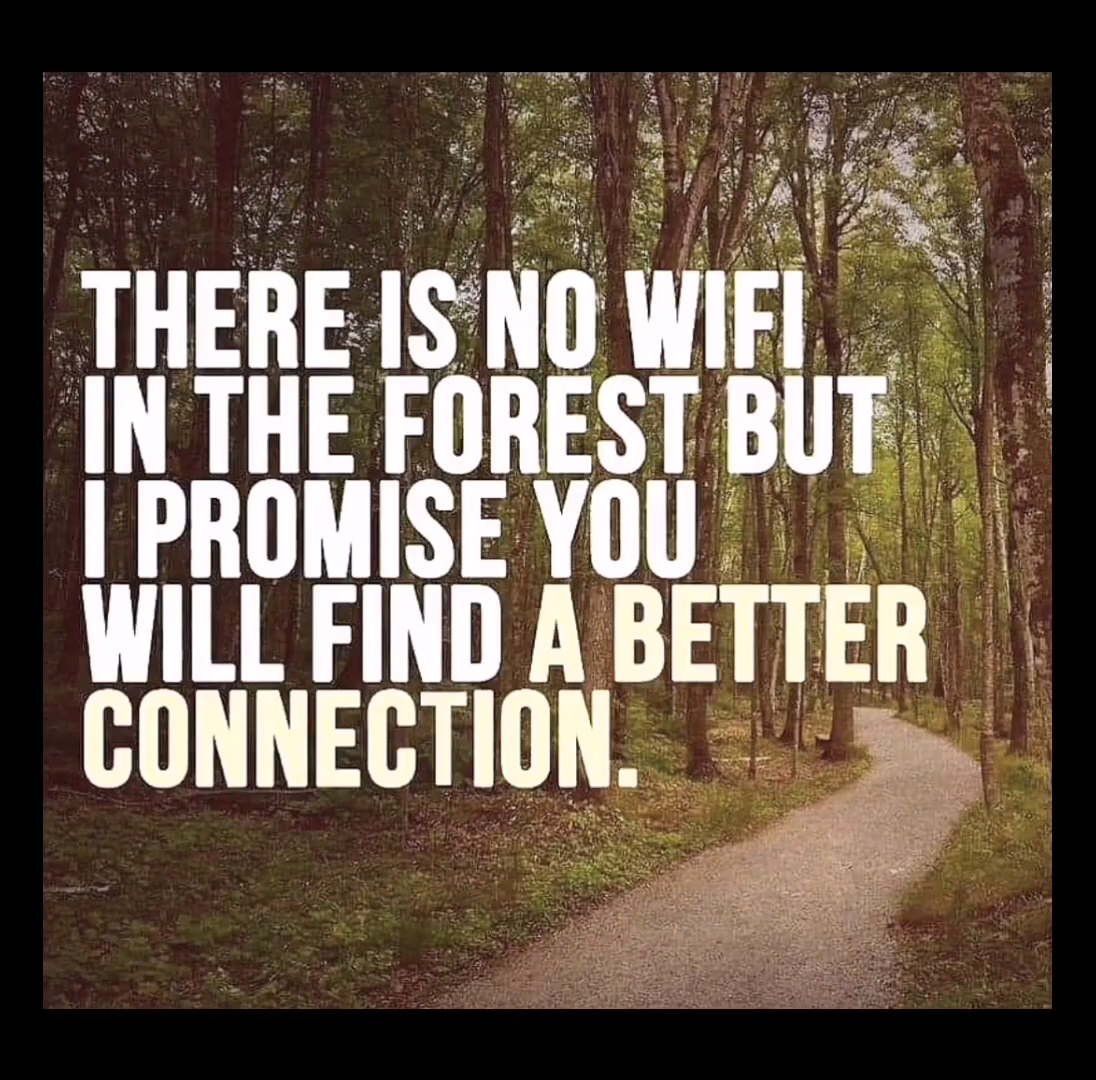 THERE IS NO WIFI
IN THE FOREST BUT
I PROMISE YOU
WILL FIND A BETTER
CONNECTION.